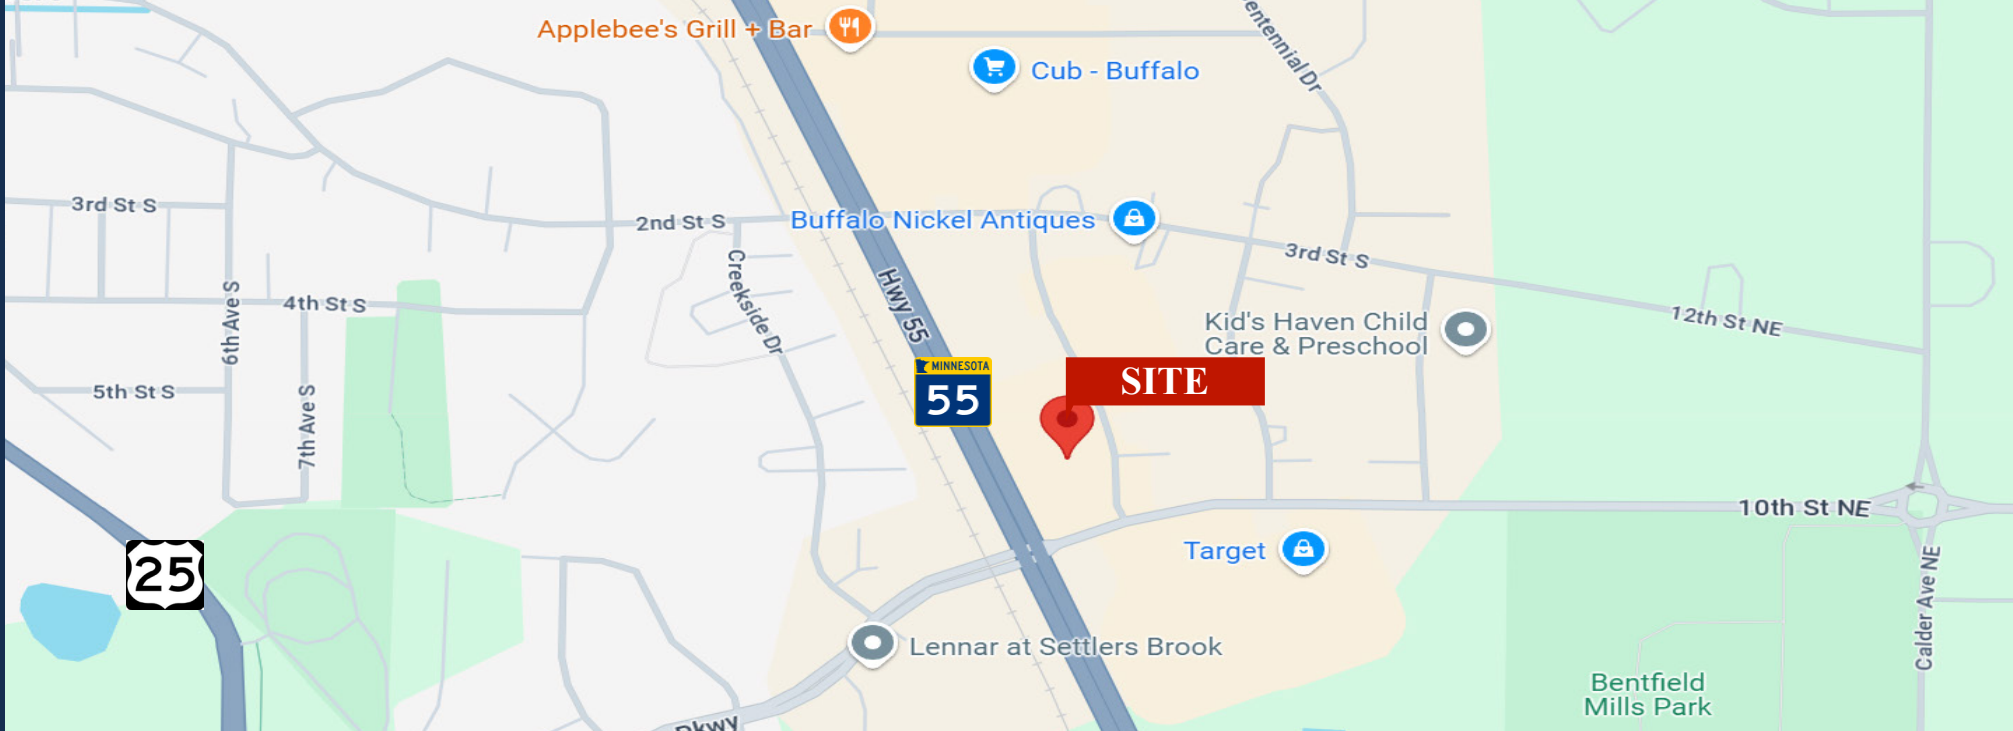 Applebee's Grill + Bar
Cub - Buffalo
entennial Dr
3rd St S
2nd St S
Buffalo Nickel Antiques
3rd St S
Creekside Dr
Hwy 55
6th Ave S
4th St S
12th St NE
Kid's Haven Child
Care & Preschool
MINNESOTA
55
SITE
5th St S
7th Ave S
10th St NE
25
Target
Calder Ave NE
Lennar at Settlers Brook
Bentfield
Mills Park
Pkwy